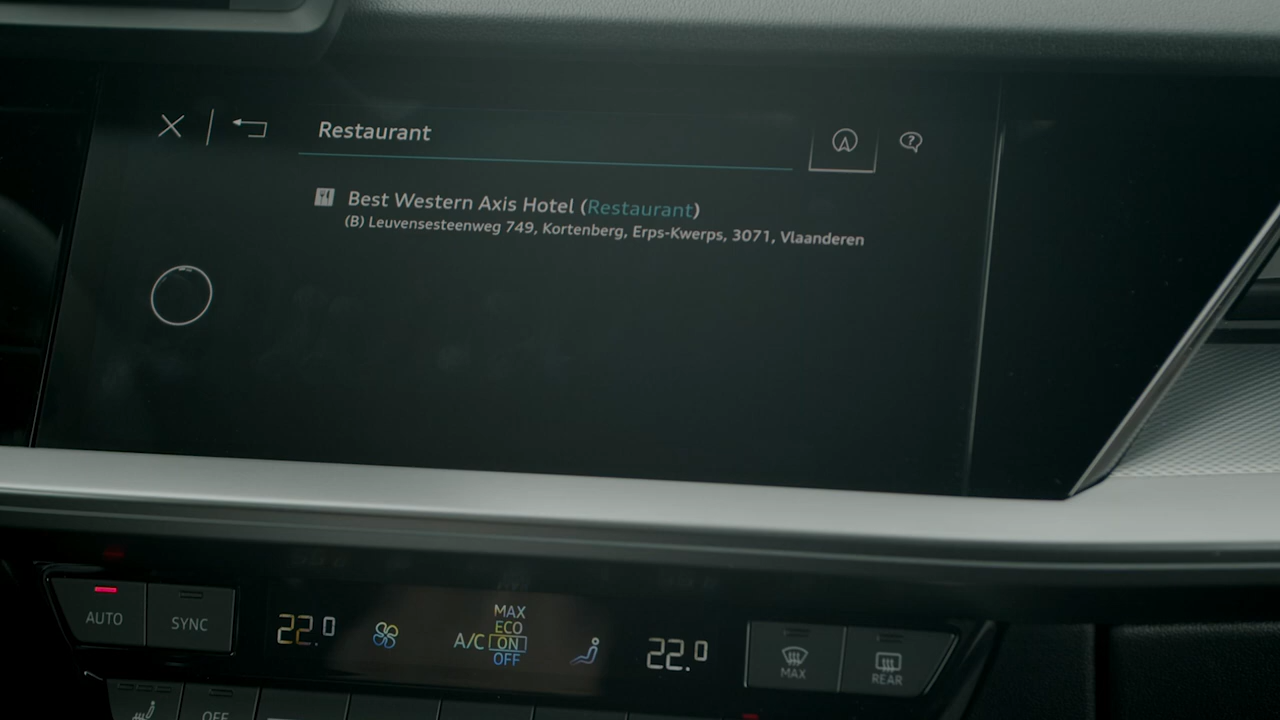 Restaurant
Best Western Axis Hotel (Restaurant)
(B) Leuvensesteenweg 749, Kortenberg, Erps-Kwerps, 3071, Vlaanderen
AUTO
SYNC
22.0
A/C
MAX
ECO
ON
OFF
22.0
MAX
REAR
OFF